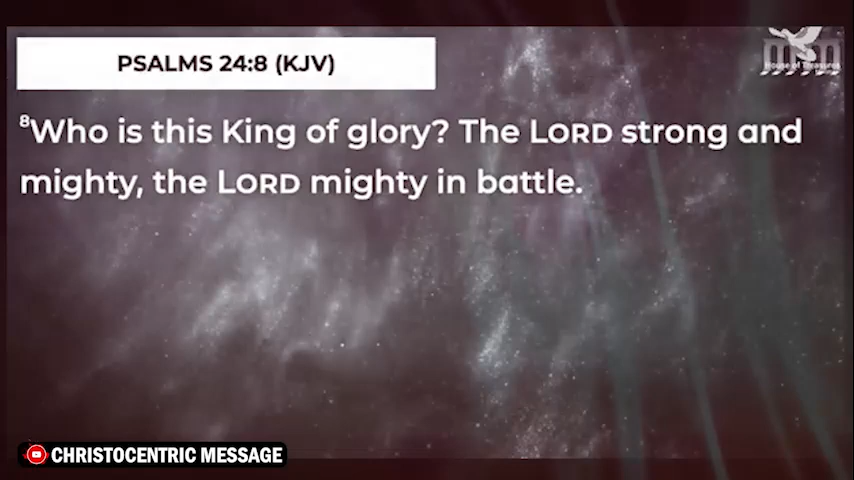 PSALMS 24:8 (KJV)
House of Treasures
8Who is this King of glory? The LORD strong and
mighty, the LORD mighty in battle.
CHRISTOCENTRIC MESSAGE